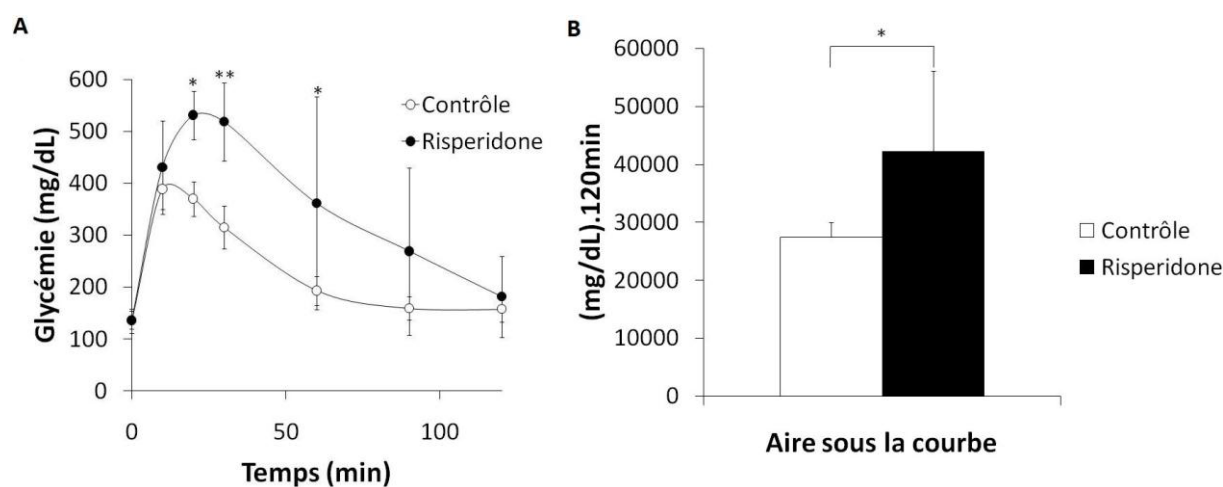 A
Glycémie (mg/dL)
600
500
400
300
200
100
0
* ** *
Contrôle
Risperidone
0 50 100
Temps (min)
B
(mg/dL).120min
60000
50000
40000
30000
20000
10000
0
*
Contrôle
Risperidone
Aire sous la courbe